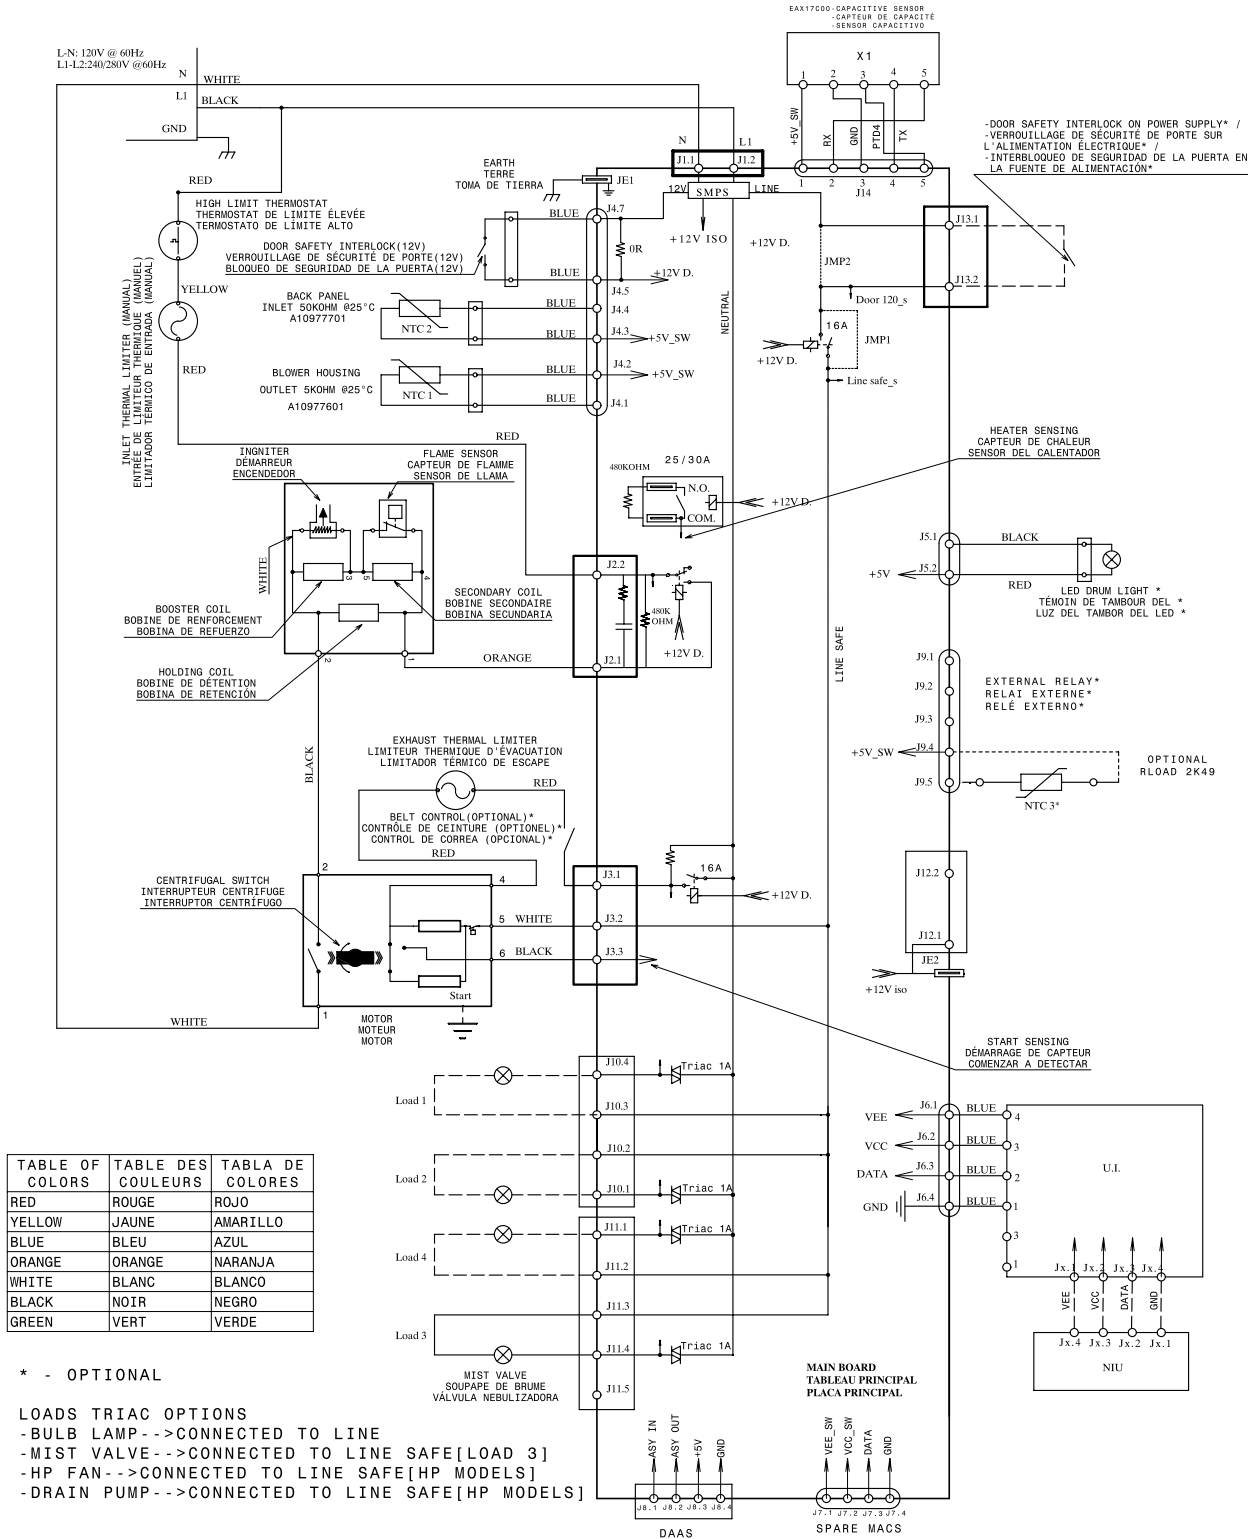 EAX17C00-CAPACITIVE SENSOR
-CAPTEUR DE CAPACITÉ
-SENSOR CAPACITIVO
X1
1 2 3 4 5
+5V_SW
RX
GND
PTD4
TX
1 2 3 4 5
J14
L-N: 120V @ 60Hz
L1-L2:240/280V @60Hz
N
WHITE
L1
BLACK
GND
-DOOR SAFETY INTERLOCK ON POWER SUPPLY* /
-VERROUILLAGE DE SÉCURITÉ DE PORTE SUR
L'ALIMENTATION ÉLECTRIQUE* /
-INTERBLOQUEO DE SEGURIDAD DE LA PUERTA EN
LA FUENTE DE ALIMENTACIÓN*
N
L1
J1.1
J1.2
EARTH
TERRE
TOMA DE TIERRA
JE1
12V
SMPS
LINE
+12V ISO
+12V D.
RED
HIGH LIMIT THERMOSTAT
THERMOSTAT DE LIMITE ÉLEVÉE
TERMOSTATO DE LÍMITE ALTO
YELLOW
RED
INLET THERMAL LIMITER (MANUAL)
ENTRÉE DE LIMITEUR THERMIQUE (MANUEL)
LIMITADOR TÉRMICO DE ENTRADA (MANUAL)
BLUE
J4.7
0R
DOOR SAFETY INTERLOCK(12V)
VERROUILLAGE DE SÉCURITÉ DE PORTE(12V)
BLOQUEO DE SEGURIDAD DE LA PUERTA(12V)
BLUE
+12V D.
J4.5
BACK PANEL
INLET 50KOHM @25°C
A10977701
NTC 2
BLUE
J4.4
BLUE
J4.3
+5V_SW
BLOWER HOUSING
OUTLET 5KOHM @25°C
A10977601
NTC 1
BLUE
J4.2
+5V_SW
BLUE
J4.1
NEUTRAL
JMP2
J13.1
J13.2
Door 120_s
16A
JMP1
+12V D.
Line safe_s
RED
INGNITER
DÉMARREUR
ENCENDEDOR
FLAME SENSOR
CAPTEUR DE FLAMME
SENSOR DE LLAMA
25/30A
480KOHM
N.O.
COM.
+12V D.
HEATER SENSING
CAPTEUR DE CHALEUR
SENSOR DEL CALENTADOR
WHITE
3
5
4
BOOSTER COIL
BOBINE DE RENFORCEMENT
BOBINA DE REFUERZO
SECONDARY COIL
BOBINE SECONDAIRE
BOBINA SECUNDARIA
HOLDING COIL
BOBINE DE DÉTENTION
BOBINA DE RETENCIÓN
2
1
ORANGE
J2.2
J2.1
480K
OHM
+12V D.
J5.1
BLACK
+5V
J5.2
RED
LED DRUM LIGHT *
TÉMOIN DE TAMBOUR DEL *
LUZ DEL TAMBOR DEL LED *
LINE SAFE
J9.1
J9.2
J9.3
EXTERNAL RELAY*
RELAI EXTERNE*
RELÉ EXTERNO*
+5V_SW
J9.4
J9.5
OPTIONAL
RLOAD 2K49
NTC 3*
BLACK
EXHAUST THERMAL LIMITER
LIMITEUR THERMIQUE D'ÉVACUATION
LIMITADOR TÉRMICO DE ESCAPE
RED
BELT CONTROL(OPTIONAL)*
CONTRÔLE DE CEINTURE (OPTIONEL)*
CONTROL DE CORREA (OPCIONAL)*
RED
2
4
CENTRIFUGAL SWITCH
INTERRUPTEUR CENTRIFUGE
INTERRUPTOR CENTRÍFUGO
5
WHITE
6
BLACK
Start
1
WHITE
MOTOR
MOTEUR
MOTOR
J3.1
J3.2
J3.3
16A
+12V D.
J12.2
J12.1
JE2
+12V iso
START SENSING
DÉMARRAGE DE CAPTEUR
COMENZAR A DETECTAR
Load 1
J10.4
Triac 1A
J10.3
J10.2
Load 2
J10.1
Triac 1A
J11.1
Triac 1A
Load 4
J11.2
J11.3
Load 3
J11.4
Triac 1A
MIST VALVE
SOUPAPE DE BRUME
VÁLVULA NEBULIZADORA
J11.5
VEE
J6.1
BLUE
4
VCC
J6.2
BLUE
3
DATA
J6.3
BLUE
2
GND
J6.4
BLUE
1
3
1
U.I.
Jx.1 Jx.2 Jx.3 Jx.4
VEE
VCC
DATA
GND
Jx.4 Jx.3 Jx.2 Jx.1
NIU
TABLE OF COLORS TABLE DES COULEURS TABLA DE COLORES
RED ROUGE ROJO
YELLOW JAUNE AMARILLO
BLUE BLEU AZUL
ORANGE ORANGE NARANJA
WHITE BLANC BLANCO
BLACK NOIR NEGRO
GREEN VERT VERDE
* - OPTIONAL
LOADS TRIAC OPTIONS
-BULB LAMP-->CONNECTED TO LINE
-MIST VALVE-->CONNECTED TO LINE SAFE[LOAD 3]
-HP FAN-->CONNECTED TO LINE SAFE[HP MODELS]
-DRAIN PUMP-->CONNECTED TO LINE SAFE[HP MODELS]
MAIN BOARD
TABLEAU PRINCIPAL
PLACA PRINCIPAL
ASY IN
ASY OUT
+5V
GND
J8.1 J8.2 J8.3 J8.4
DAAS
VEE_SW
VCC_SW
DATA
GND
J7.1 J7.2 J7.3 J7.4
SPARE MACS